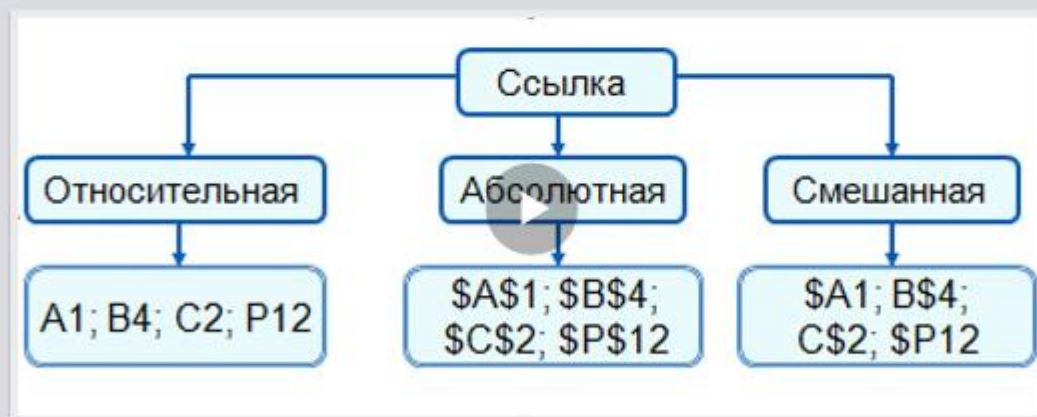 Ссылка
Относительная
Абсолютная
Смешанная
A1; B4; C2; P12
$A$1; $B$4;
$C$2; $P$12
$A1; B$4;
C$2; $P12